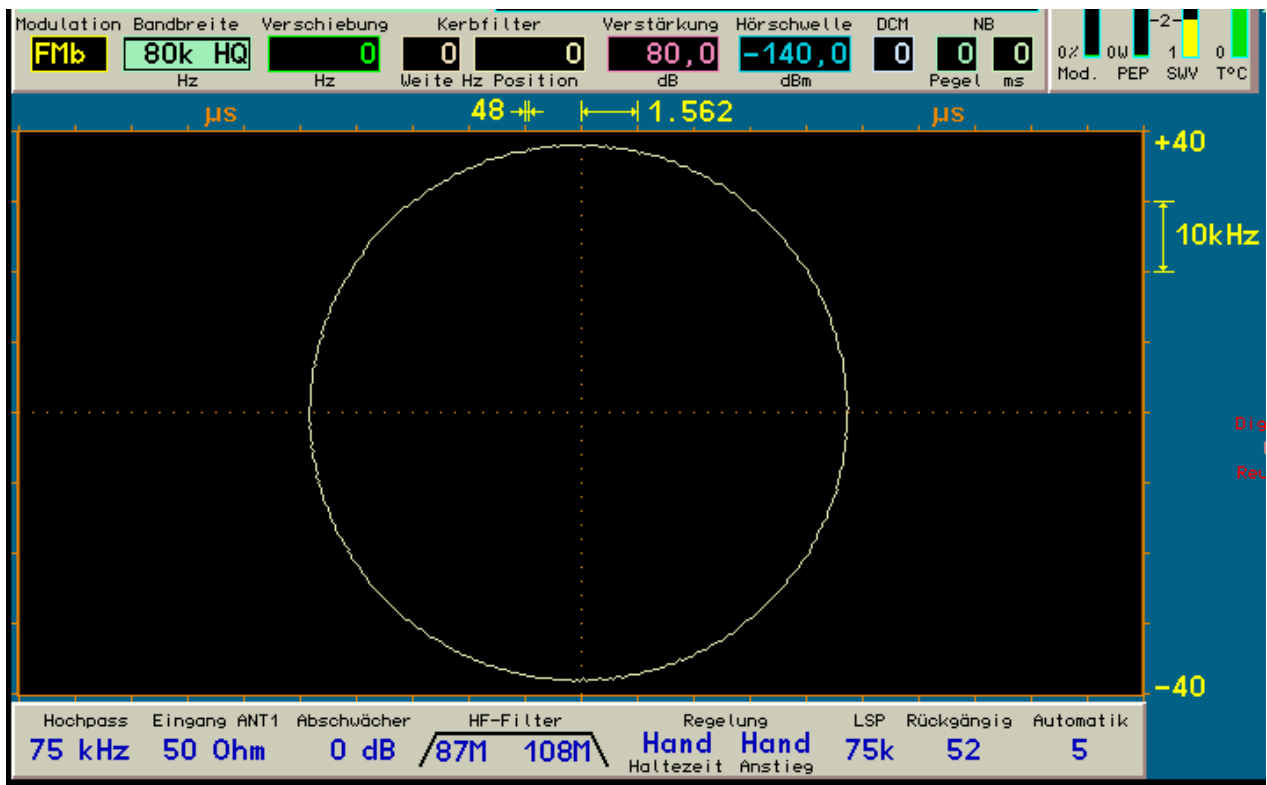 Modulation Bandbreite Verschiebung Kerbfilter Verstärkung Hörschwelle DCM NB
FMb 80k HQ 0 0 0 80,0 -140,0 0 0 0
Hz Hz Weite Hz Position dB dBm Pegel ms
-2-
0% 0W 1 0
Mod. PEP SWV T°C
µs 48 1.562 µs
+40
10kHz
-40
Hochpass Eingang ANT1 Abschwächer HF-Filter Regelung LSP Rückgängig Automatik
75 kHz 50 Ohm 0 dB 87M 108M Hand Hand 75k 52 5
Haltezeit Anstieg